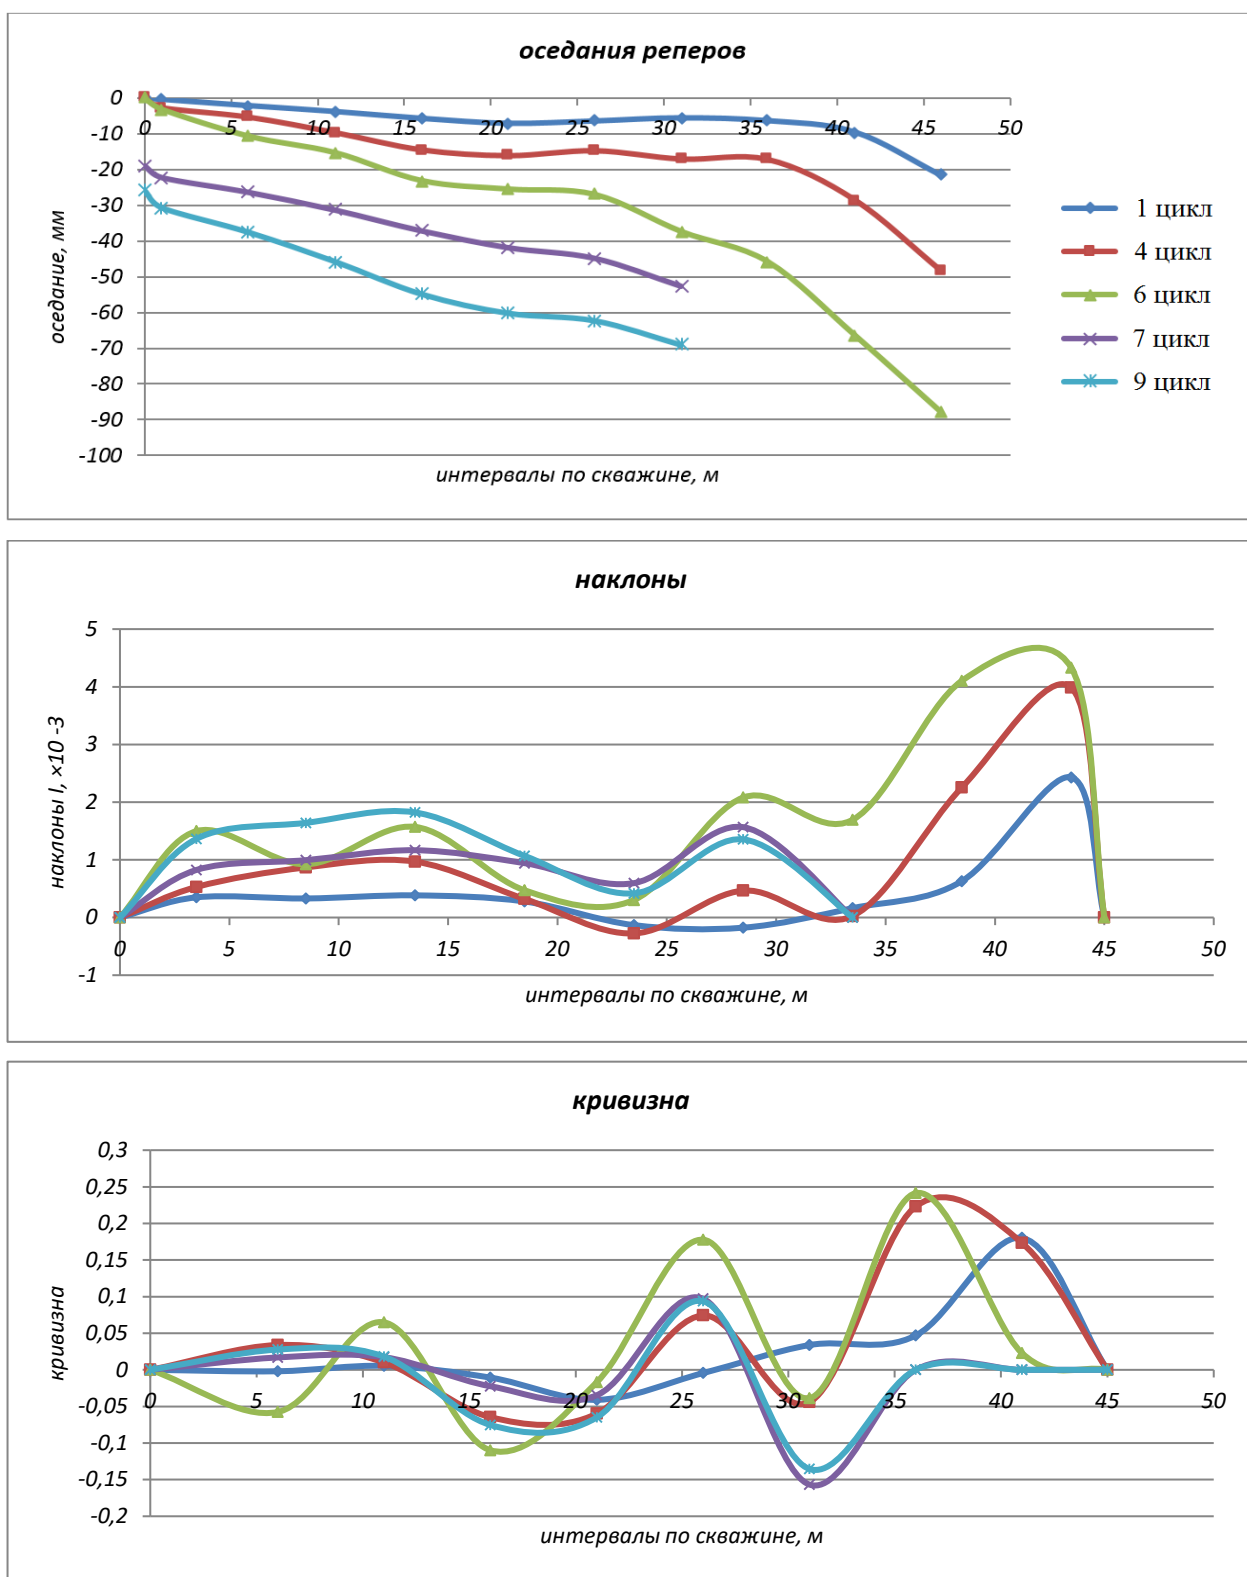 оседания реперов
0
-10
-20
-30
-40
-50
-60
-70
-80
-90
-100
0 5 10 15 20 25 30 35 40 45 50
оседание, мм
интервалы по скважине, м
1 цикл
4 цикл
6 цикл
7 цикл
9 цикл
наклоны
5
4
3
2
1
0
-1
0 5 10 15 20 25 30 35 40 45 50
наклоны I, ×10 -3
интервалы по скважине, м
кривизна
0,3
0,25
0,2
0,15
0,1
0,05
0
-0,05
-0,1
-0,15
-0,2
0 5 10 15 20 25 30 35 40 45 50
кривизна
интервалы по скважине, м